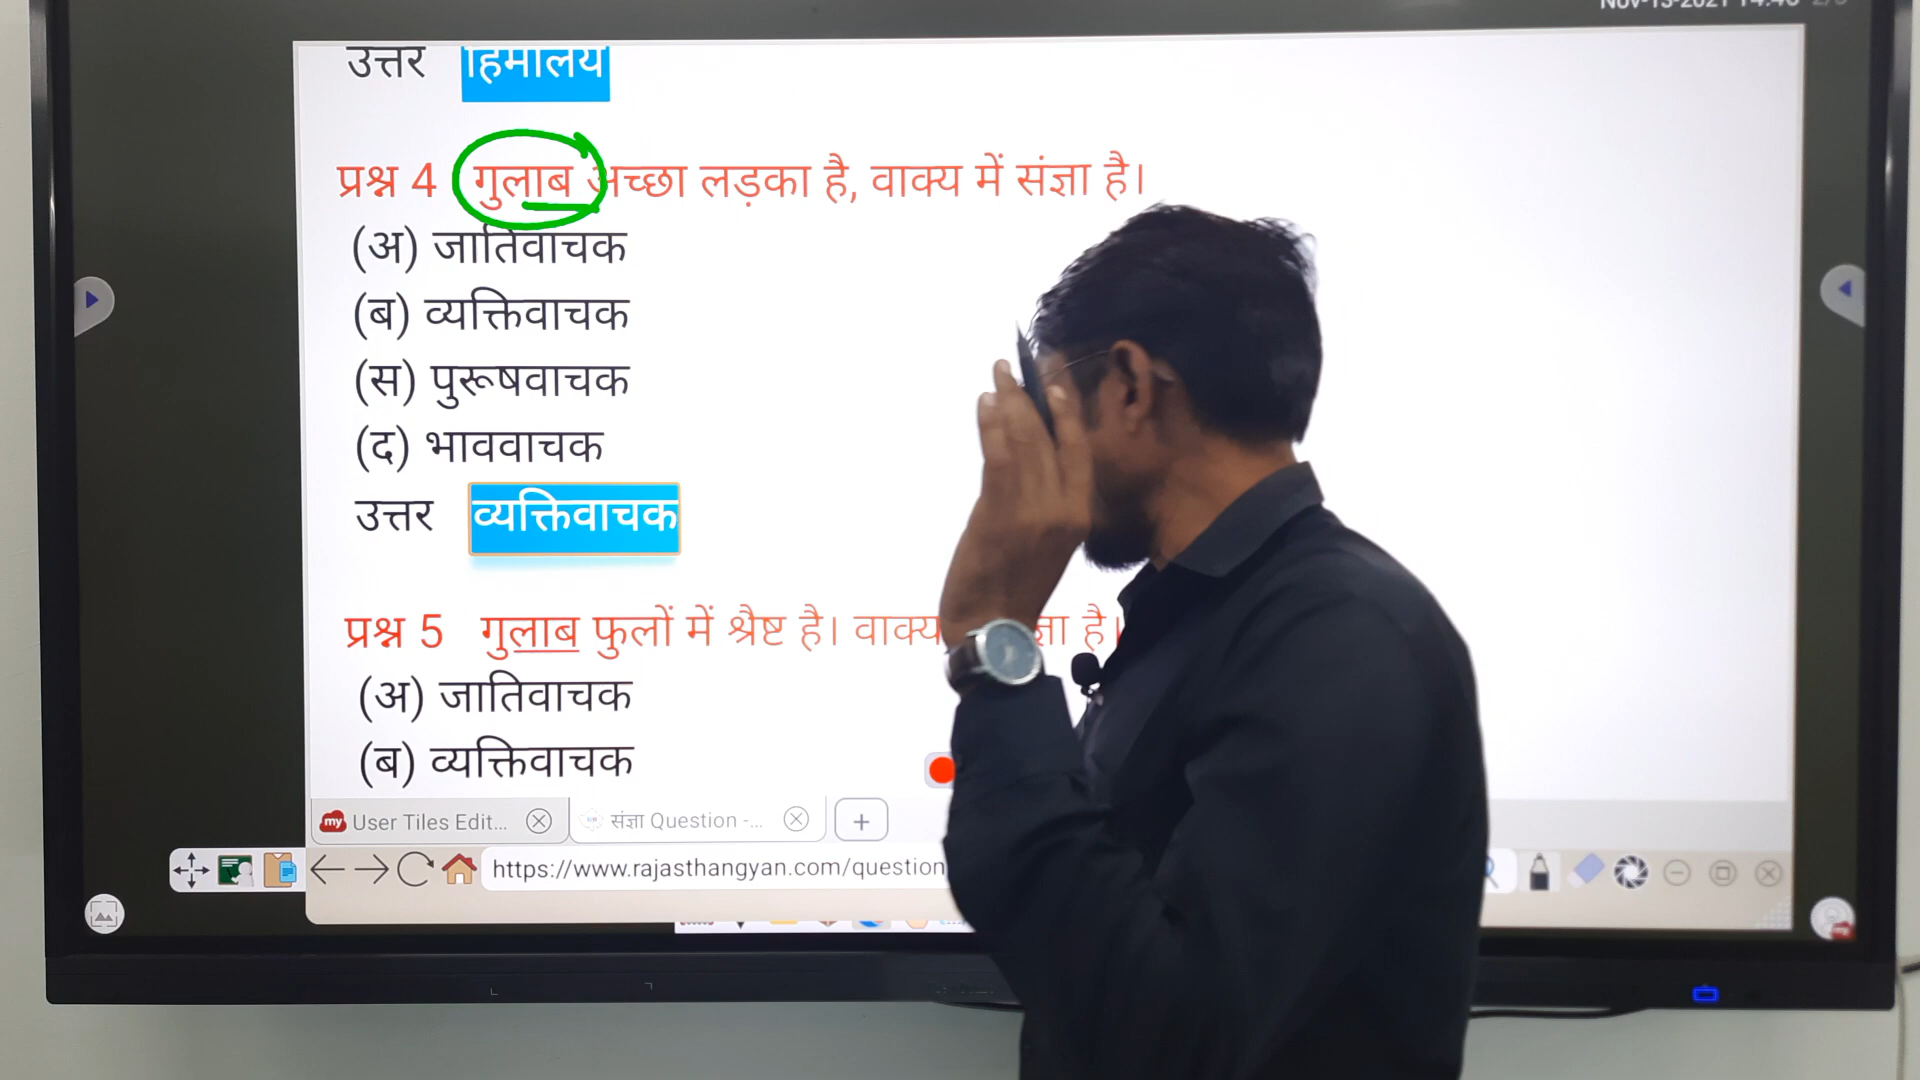 उत्तर हिमालय
प्रश्न 4 गुलाब अच्छा लड़का है, वाक्य में संज्ञा है।
(अ) जातिवाचक
(ब) व्यक्तिवाचक
(स) पुरूषवाचक
(द) भाववाचक
उत्तर व्यक्तिवाचक
प्रश्न 5 गुलाब फुलों में श्रैष्ट है। वाक्य है।
(अ) जातिवाचक
(ब) व्यक्तिवाचक
my User Tiles Edit...
संज्ञा Question -...
https://www.rajasthangyan.com/question